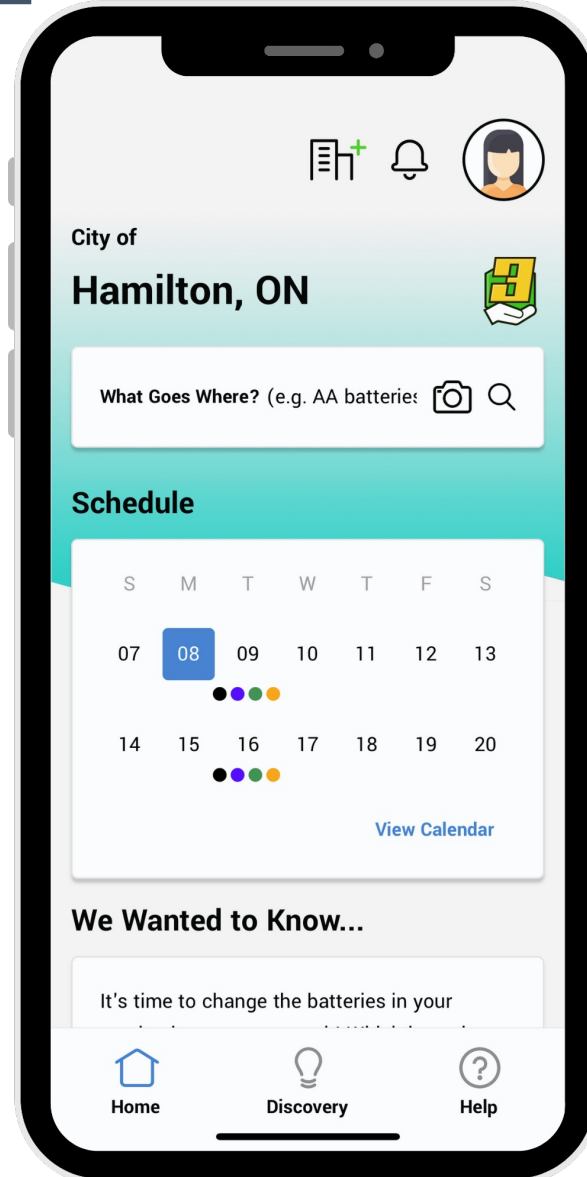 City of
Hamilton, ON
What Goes Where? (e.g. AA batteries
Schedule
S M T W T F S
07 08 09 10 11 12 13
14 15 16 17 18 19 20
View Calendar
We Wanted to Know...
It's time to change the batteries in your
Home Discovery Help